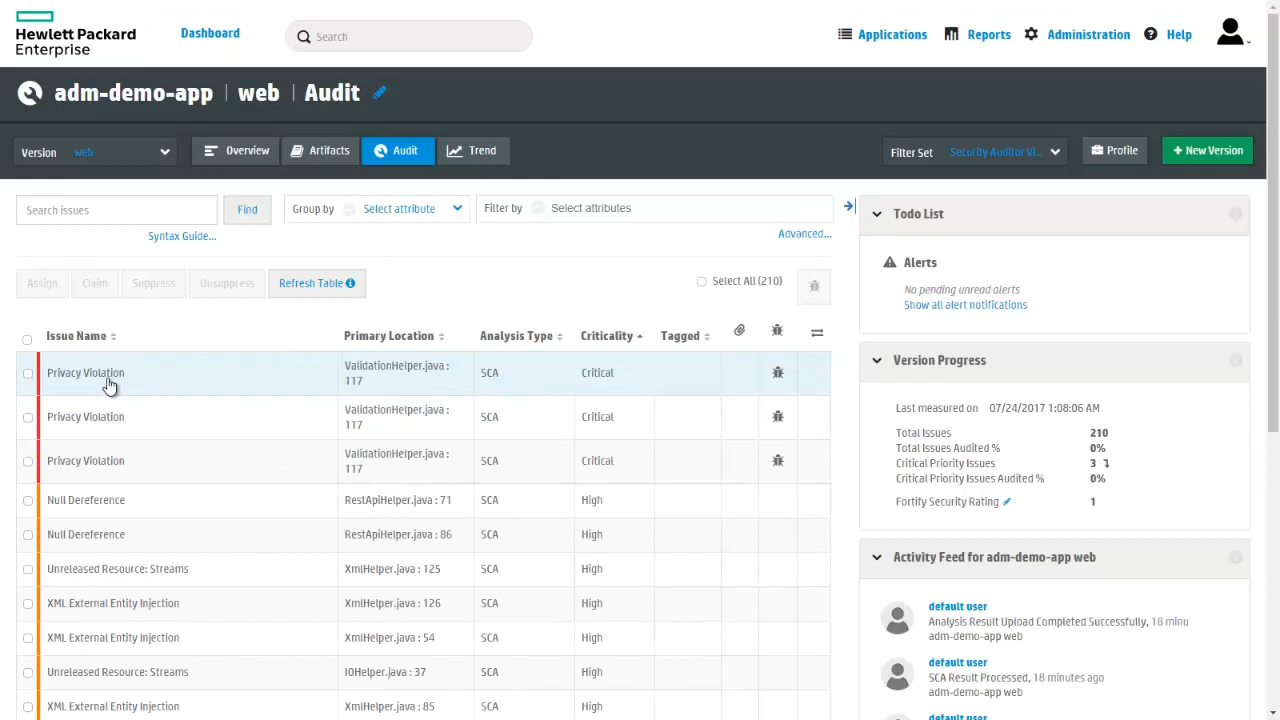 Hewlett Packard
Enterprise
Dashboard
Search
Applications
Reports
Administration
Help
adm-demo-app | web | Audit
Version web
Overview
Artifacts
Audit
Trend
Filter Set Security Auditor Vi...
Profile
+ New Version
Search issues
Find
Syntax Guide...
Group by Select attribute
Filter by Select attributes
Advanced...
Assign
Claim
Suppress
Unsuppress
Refresh Table
Select All (210)
Issue Name Primary Location Analysis Type Criticality Tagged
Privacy Violation ValidationHelper.java : SCA Critical
117
Privacy Violation ValidationHelper.java : SCA Critical
117
Privacy Violation ValidationHelper.java : SCA Critical
117
Null Dereference RestApiHelper.java : 71 SCA High
Null Dereference RestApiHelper.java : 86 SCA High
Unreleased Resource: Streams XmlHelper.java : 125 SCA High
XML External Entity Injection XmlHelper.java : 126 SCA High
XML External Entity Injection XmlHelper.java : 54 SCA High
Unreleased Resource: Streams IOHelper.java : 37 SCA High
XML External Entity Injection XmlHelper.java : 85 SCA High
Todo List
Alerts
No pending unread alerts
Show all alert notifications
Version Progress
Last measured on 07/24/2017 1:08:06 AM
Total Issues 210
Total Issues Audited % 0%
Critical Priority Issues 3
Critical Priority Issues Audited % 0%
Fortify Security Rating 1
Activity Feed for adm-demo-app web
default user
Analysis Result Upload Completed Successfully, 18 minu
adm-demo-app web
default user
SCA Result Processed, 18 minutes ago
adm-demo-app web
default user